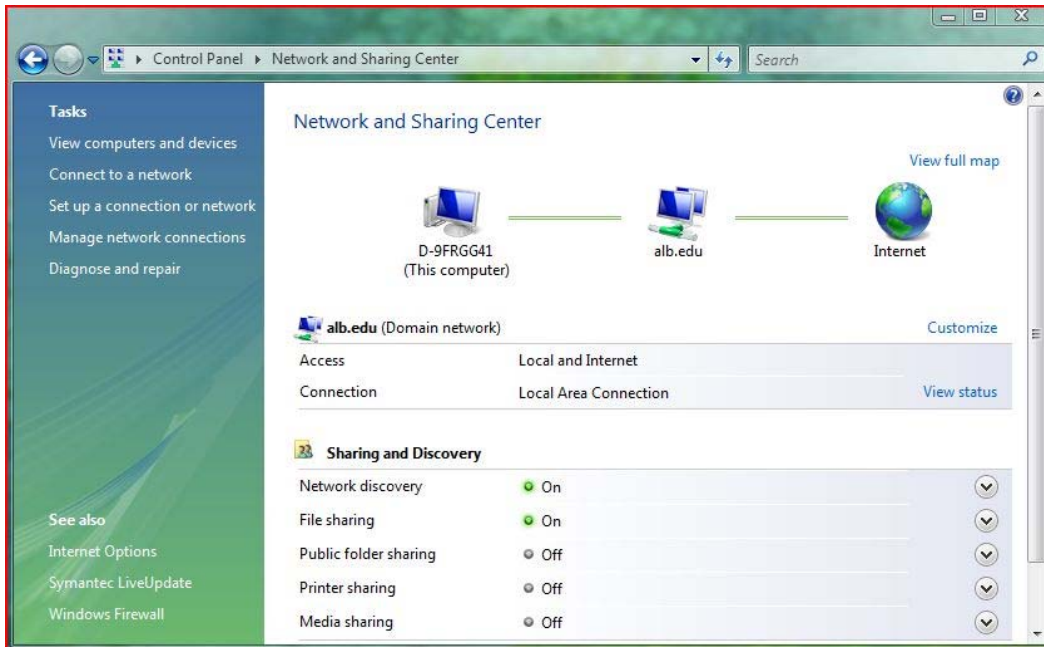 Control Panel Network and Sharing Center
Search
Tasks
View computers and devices
Connect to a network
Set up a connection or network
Manage network connections
Diagnose and repair
See also
Internet Options
Symantec LiveUpdate
Windows Firewall
Network and Sharing Center
View full map
D-9FRGG41
(This computer)
alb.edu
Internet
alb.edu (Domain network)
Customize
Access Local and Internet
Connection Local Area Connection View status
Sharing and Discovery
Network discovery On
File sharing On
Public folder sharing Off
Printer sharing Off
Media sharing Off